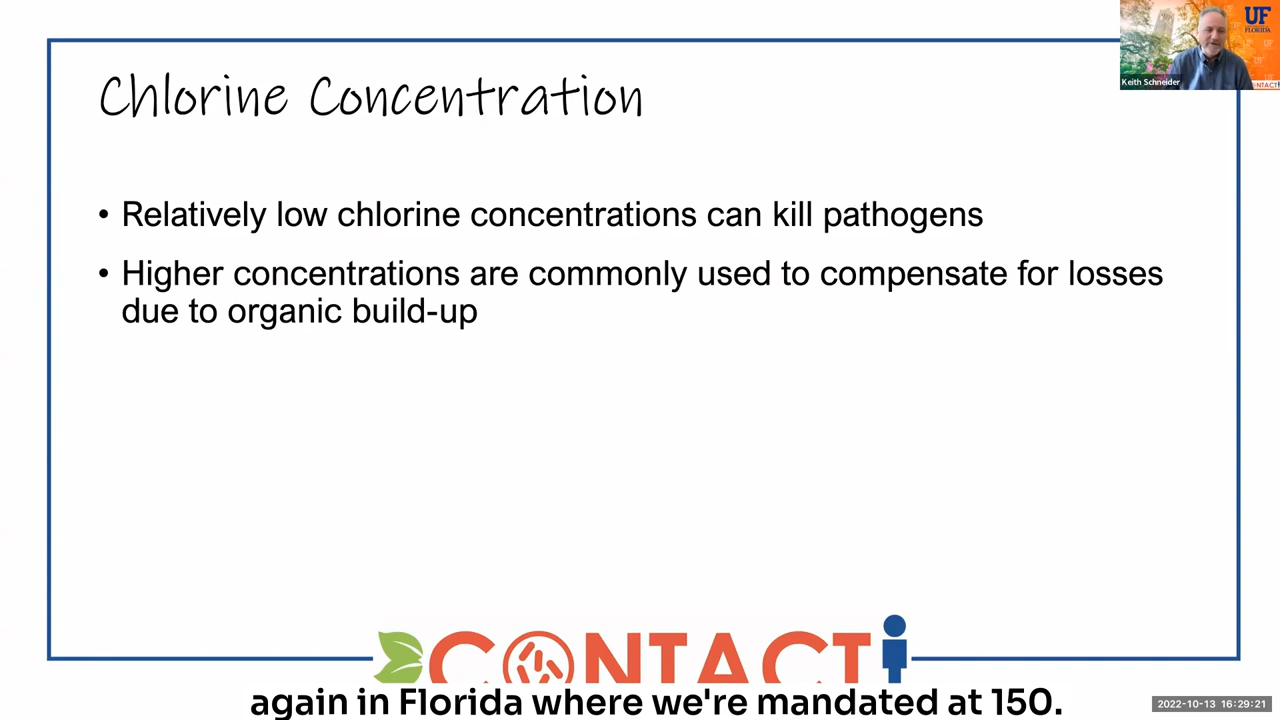 Chlorine Concentration
• Relatively low chlorine concentrations can kill pathogens
• Higher concentrations are commonly used to compensate for losses
due to organic build-up
UF
FLORIDA
Keith Schneider
NTACT
CONTACT
again in Florida where we're mandated at 150.
2022-10-13 16:29:21